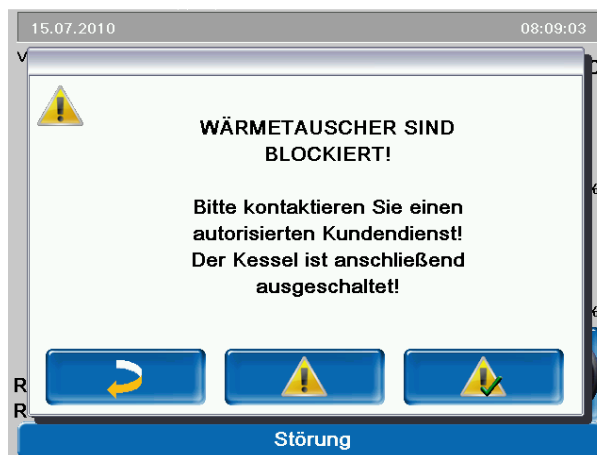 15.07.2010 08:09:03
WÄRMETAUSCHER SIND
BLOCKIERT!
Bitte kontaktieren Sie einen
autorisierten Kundendienst!
Der Kessel ist anschließend
ausgeschaltet!
R
R
Störung